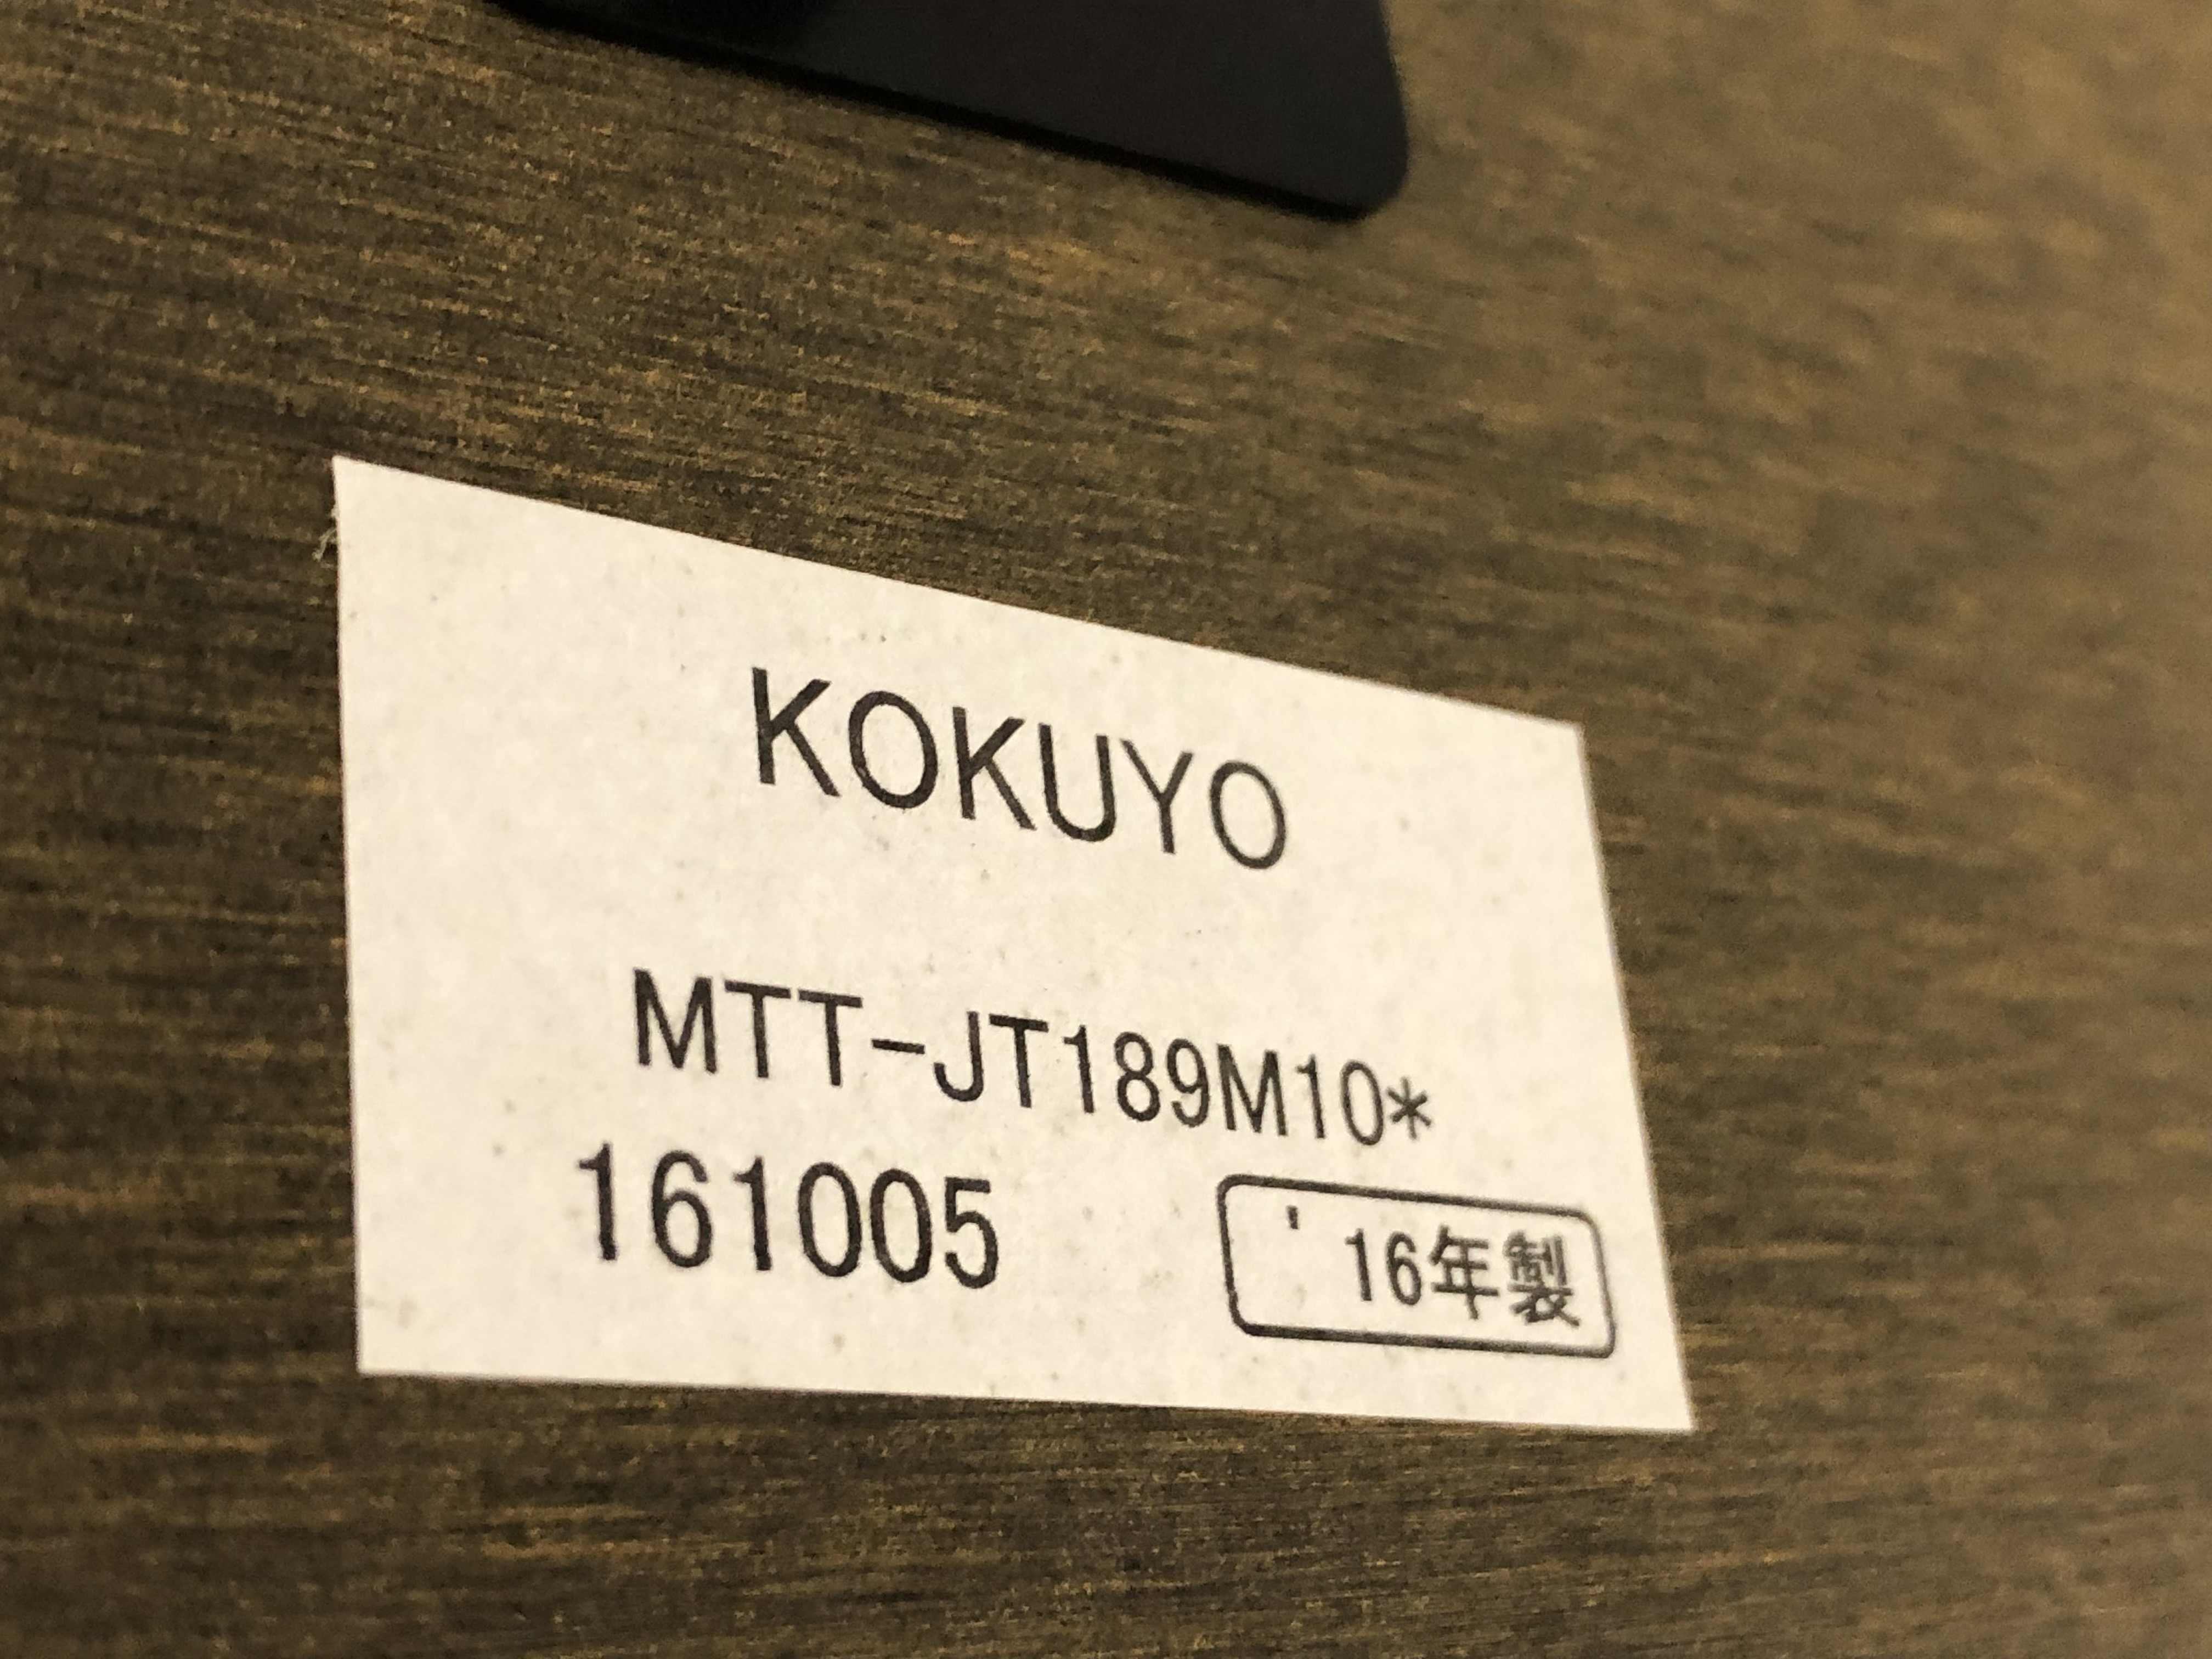 KOKUYO
MTT-JT189M10*
161005
' 16年製